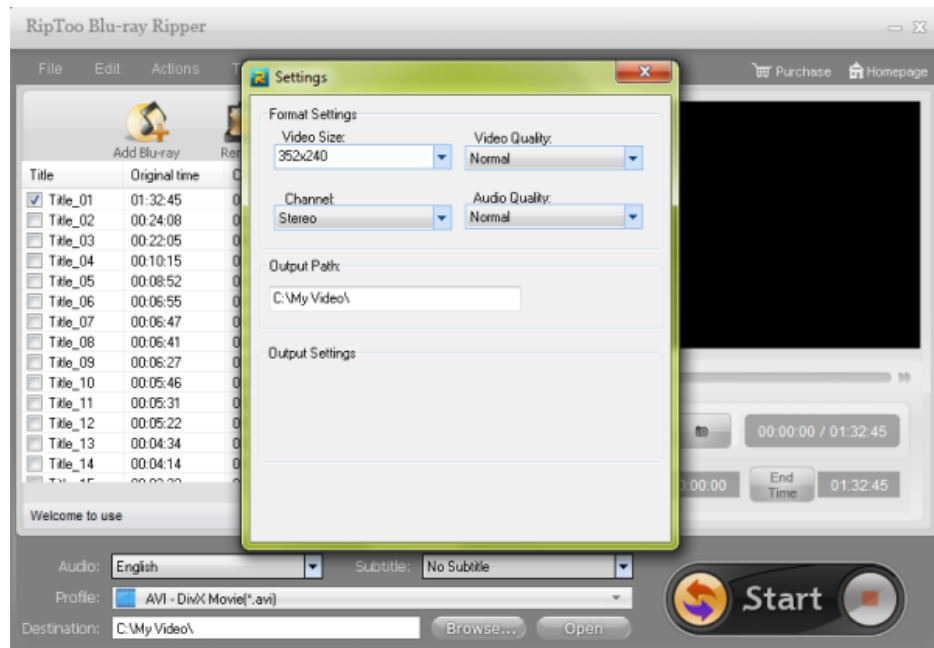 RipToo Blu-ray Ripper
File Edit Actions
Purchase Homepage
Add Blu-ray
Title Original time
Title_01 01:32:45
Title_02 00:24:08
Title_03 00:22:05
Title_04 00:10:15
Title_05 00:08:52
Title_06 00:06:55
Title_07 00:06:47
Title_08 00:06:41
Title_09 00:06:27
Title_10 00:05:46
Title_11 00:05:31
Title_12 00:05:22
Title_13 00:04:34
Title_14 00:04:14
Welcome to use
Settings
Format Settings
Video Size: Video Quality:
352x240 Normal
Channel: Audio Quality:
Stereo Normal
Output Path:
C:\My Video\
Output Settings
00:00:00 / 01:32:45
End Time 01:32:45
Audio: English Subtitle: No Subtitle
Profile: AVI - DivX Movie(*.avi)
Destination: C:\My Video\ Browse... Open
Start